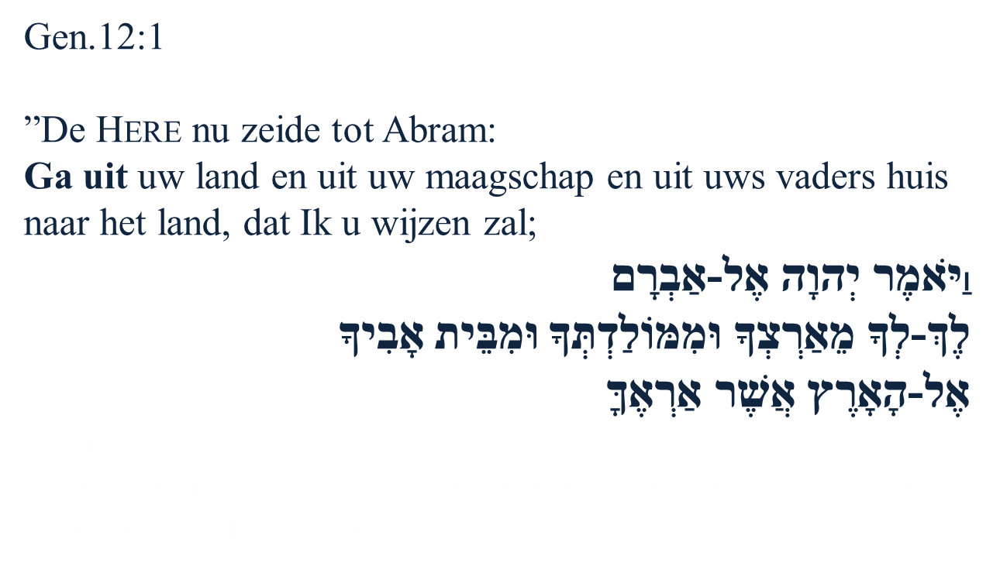 Gen.12:1
”De HERE nu zeide tot Abram:
Ga uit uw land en uit uw maagschap en uit uws vaders huis
naar het land, dat Ik u wijzen zal;
וַיֹּאמֶר יְהוָה אֶל-אַבְרָם
לֶךְ-לְךָ מֵאַרְצְךָ וּמִמּוֹלַדְתְּךָ וּמִבֵּית אָבִיךָ
אֶל-הָאָרֶץ אֲשֶׁר אַרְאֶךָּ